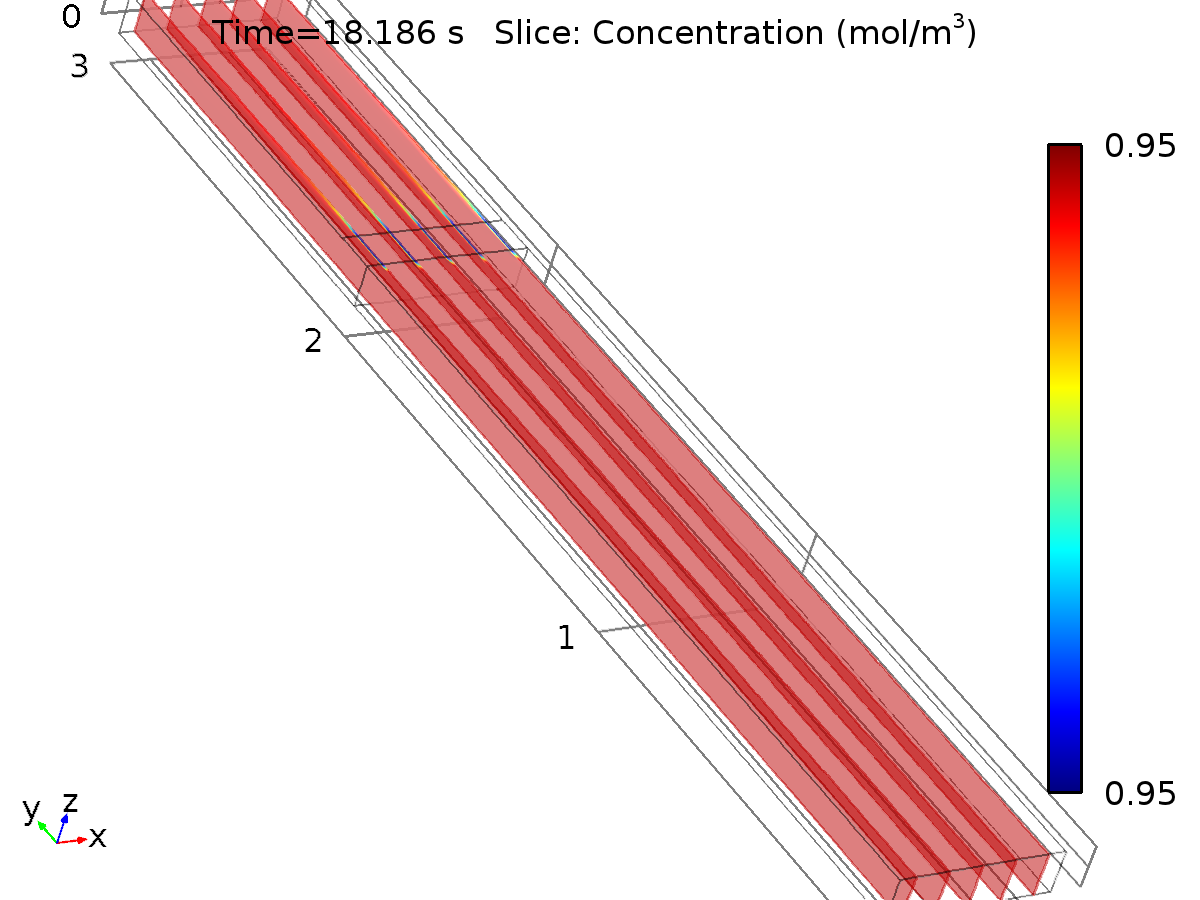 0
Time=18.186 s   Slice: Concentration (mol/m³)
3
0.95
2
1
0.95
y z
x